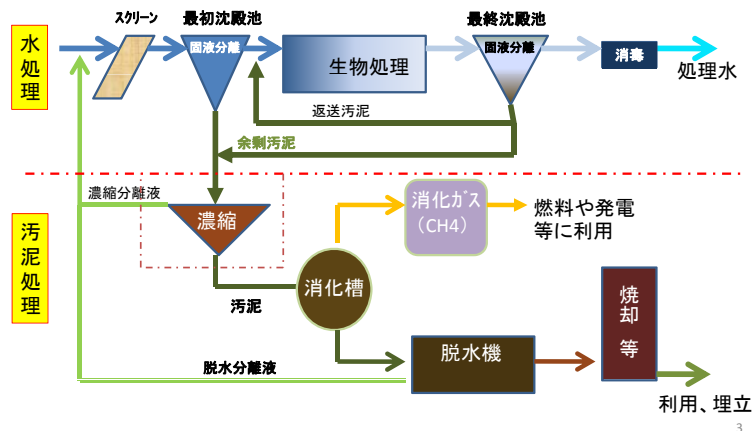 スクリーン
最初沈殿池
最終沈殿池
水処理
固液分離
生物処理
固液分離
消毒
処理水
返送汚泥
余剰汚泥
濃縮分離液
汚泥処理
濃縮
消化ガス
(CH4)
燃料や発電
等に利用
消化槽
汚泥
脱水機
焼却 等
脱水分離液
利用、埋立
3